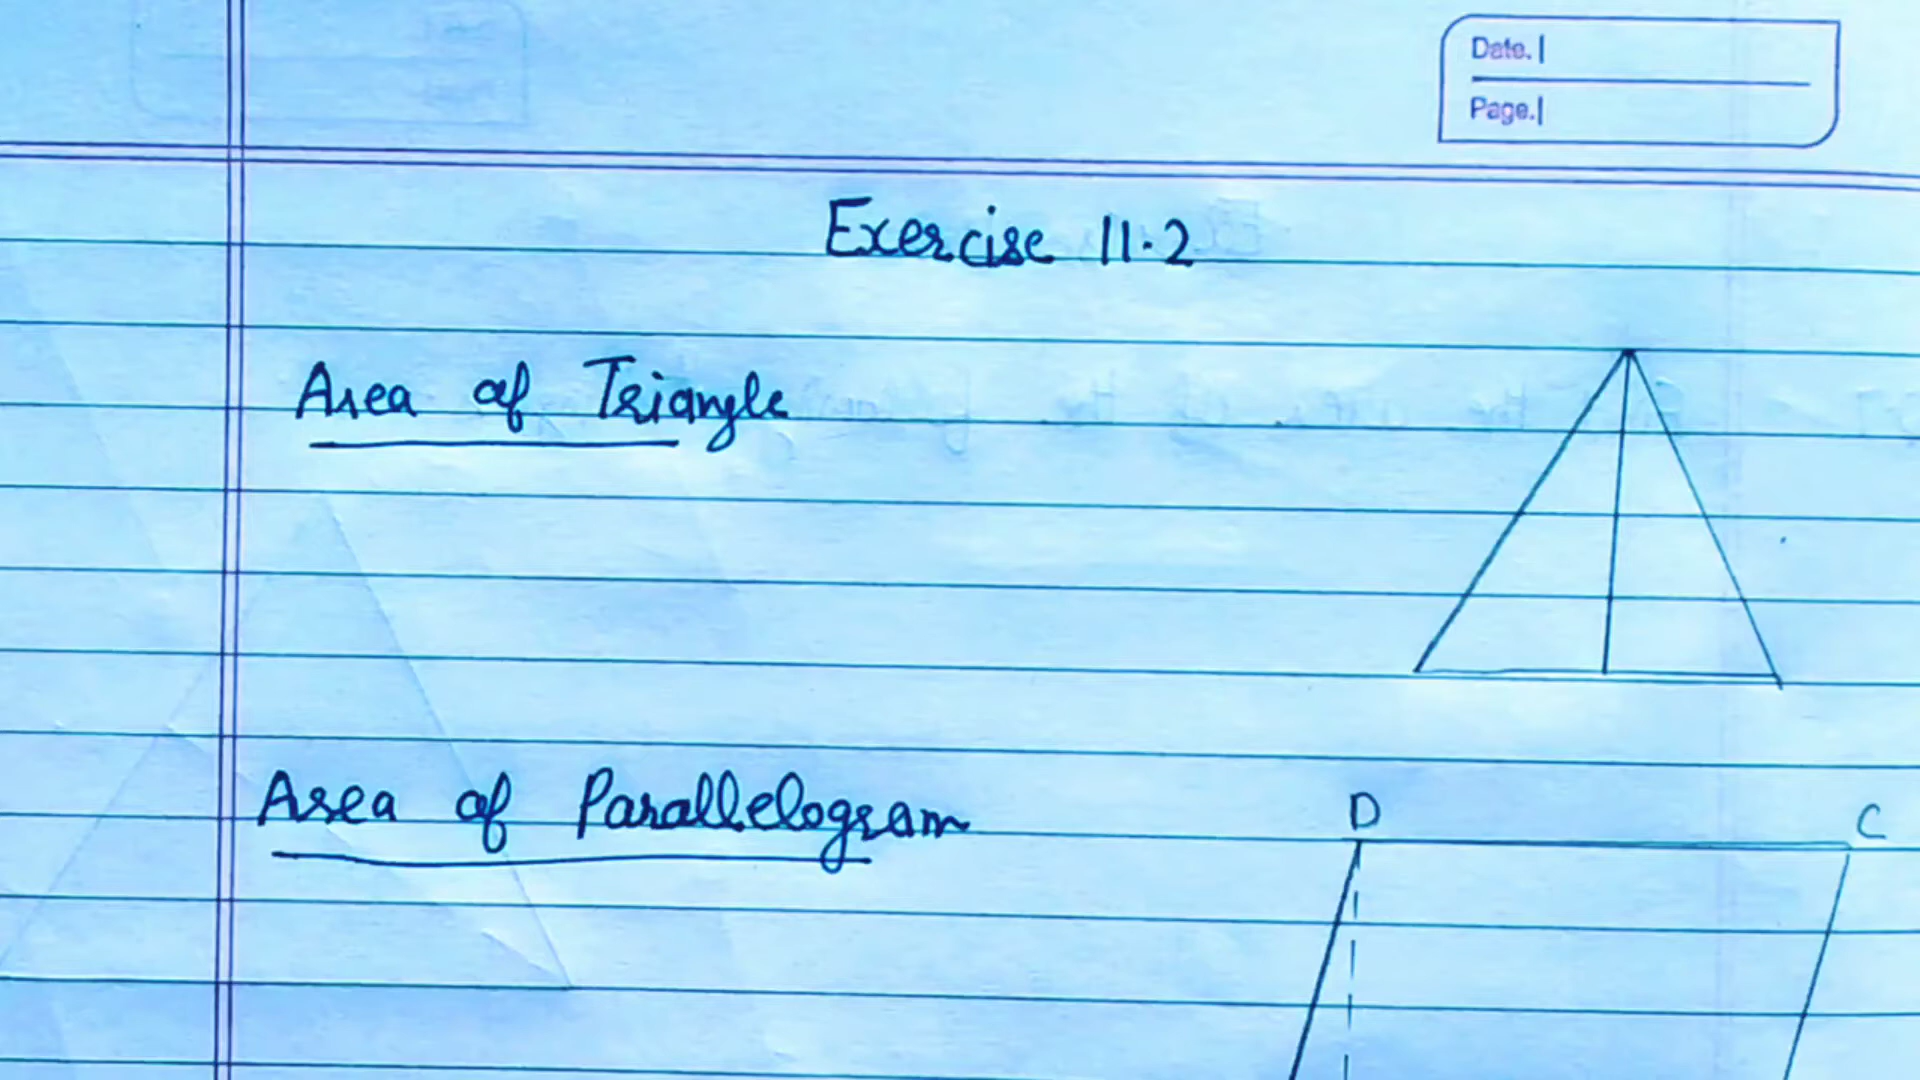 Date.
Page.
Exercise 11.2
Area of Triangle
Area of Parallelogram
D C